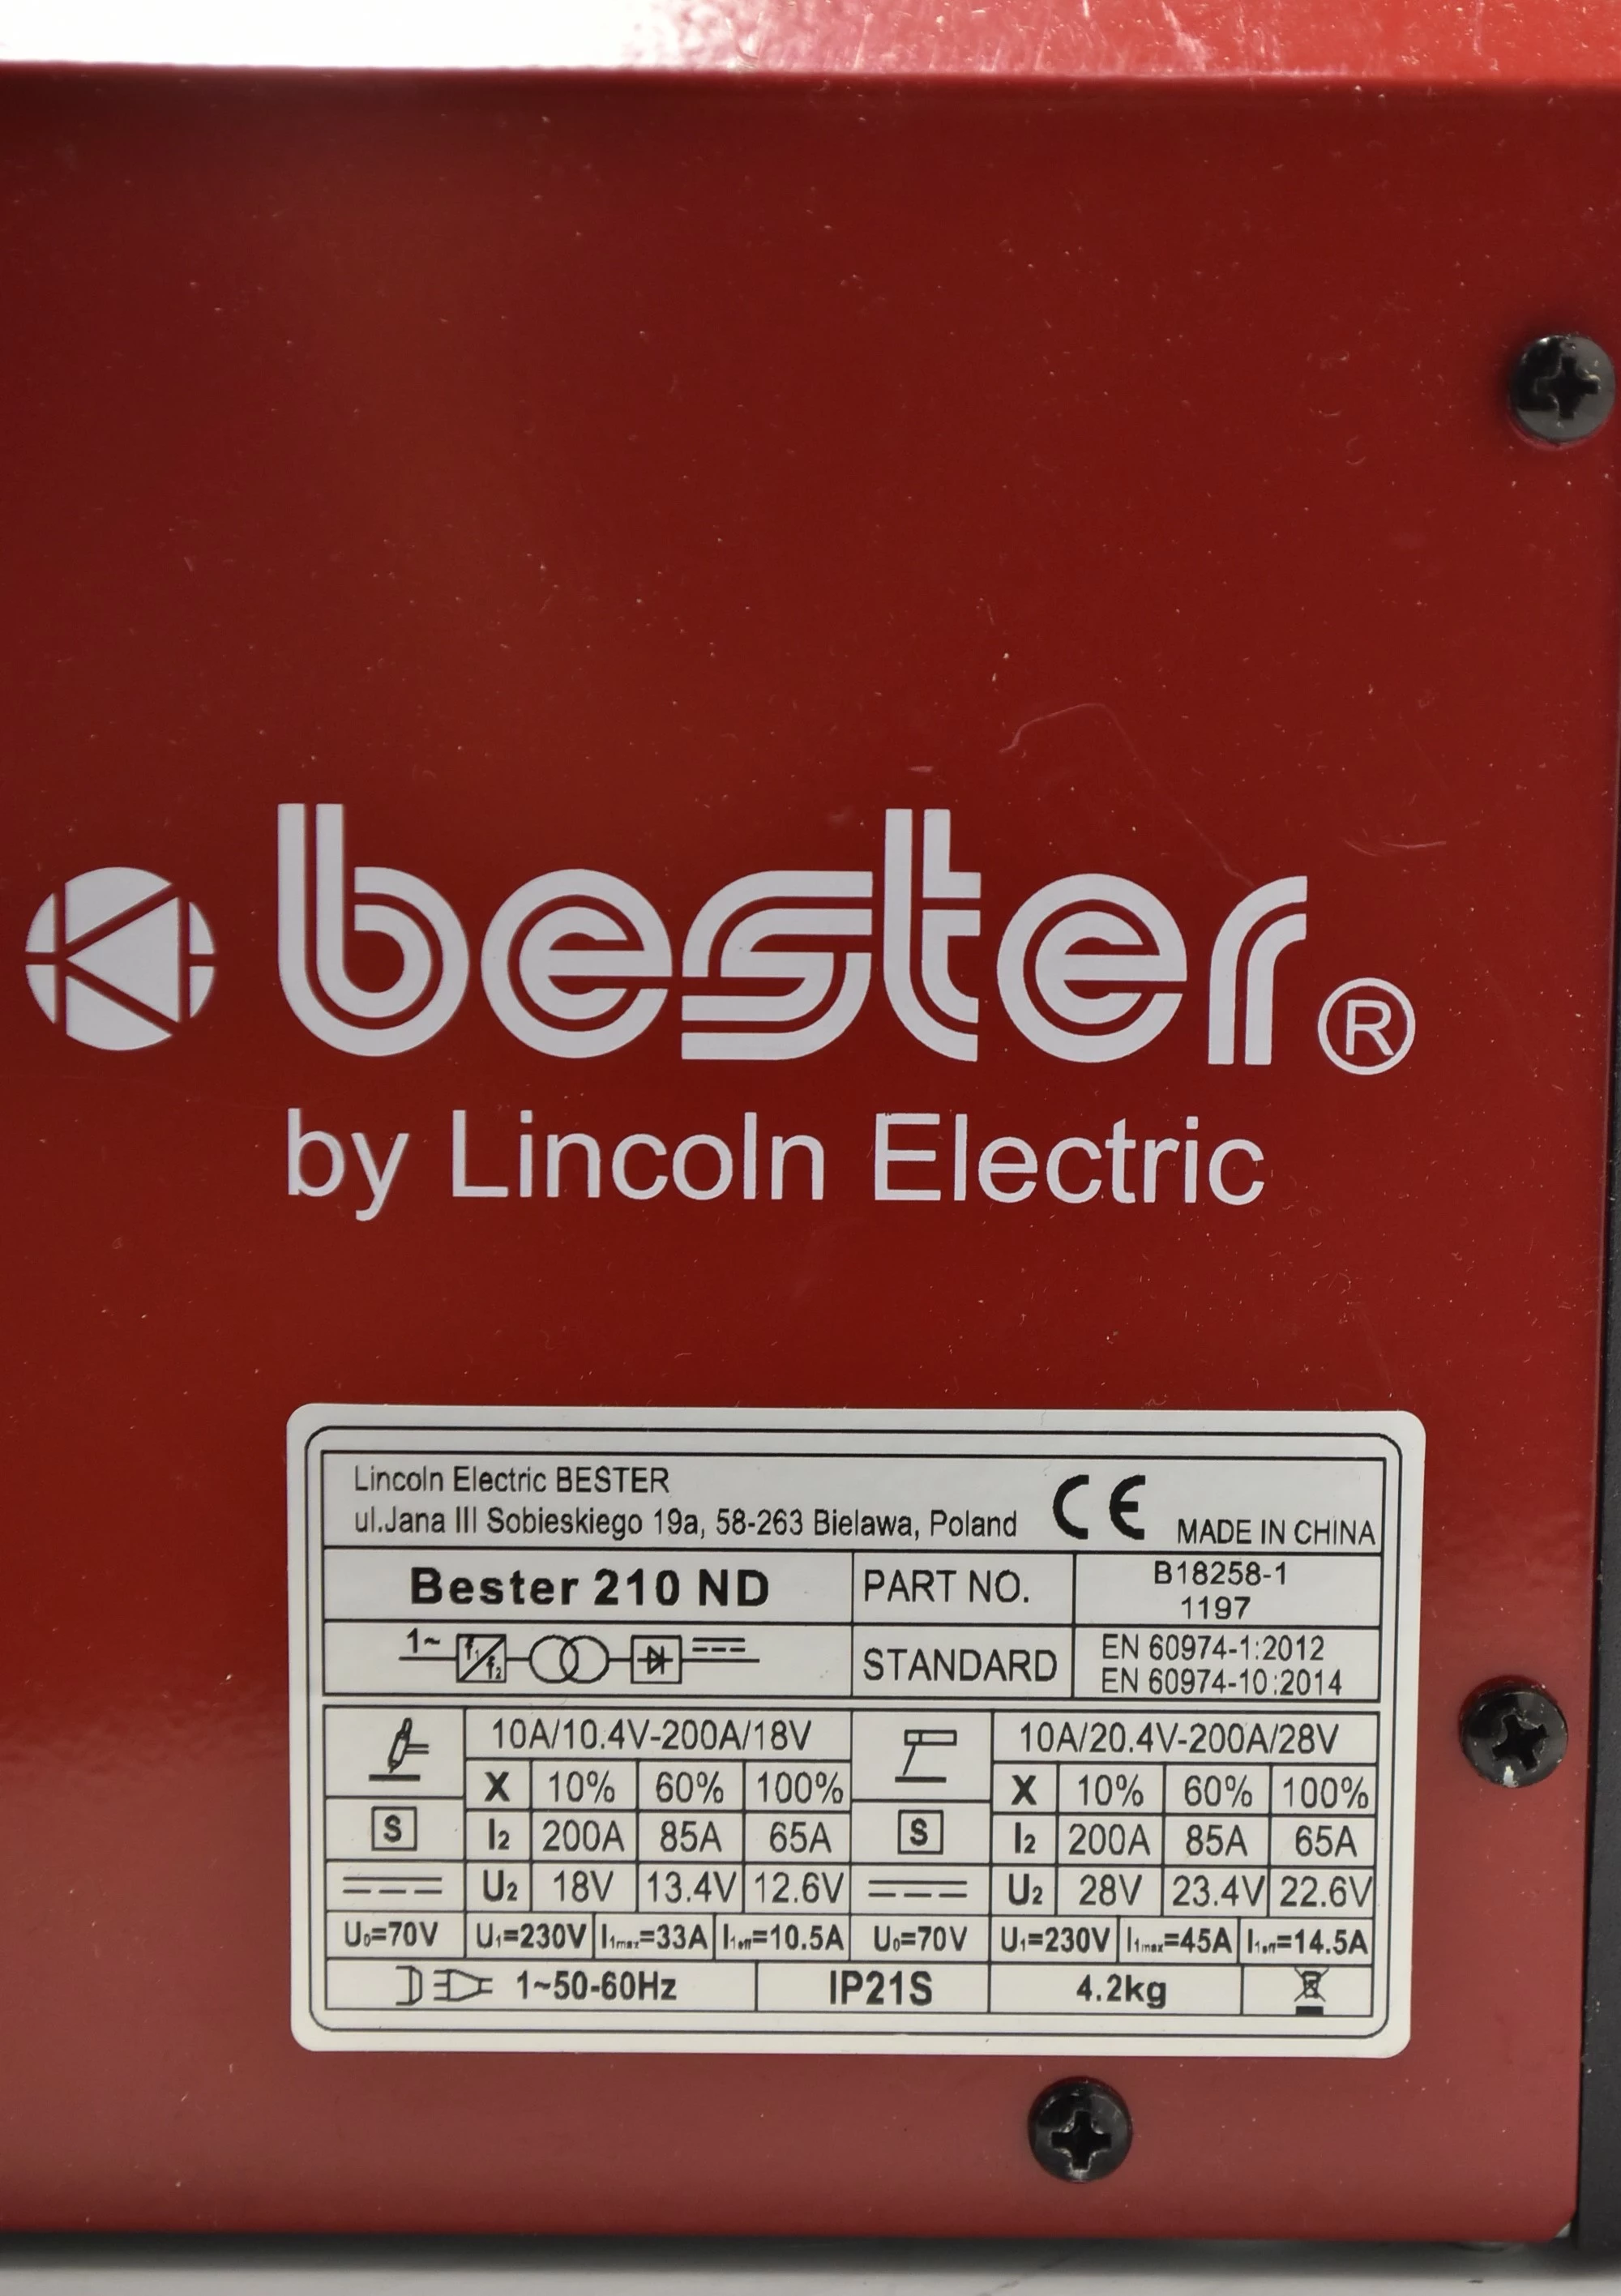 bester®
by Lincoln Electric
Lincoln Electric BESTER
ul.Jana III Sobieskiego 19a, 58-263 Bielawa, Poland
CE MADE IN CHINA
Bester 210 ND
PART NO.
B18258-1
1197
1~ f₁ f₂
STANDARD
EN 60974-1:2012
EN 60974-10:2014
10A/10.4V-200A/18V
X 10% 60% 100%
S I₂ 200A 85A 65A
U₂ 18V 13.4V 12.6V
U₀=70V U₁=230V I₁max=33A I₁eff=10.5A
10A/20.4V-200A/28V
X 10% 60% 100%
S I₂ 200A 85A 65A
U₂ 28V 23.4V 22.6V
U₀=70V U₁=230V I₁max=45A I₁eff=14.5A
1~50-60Hz IP21S 4.2kg